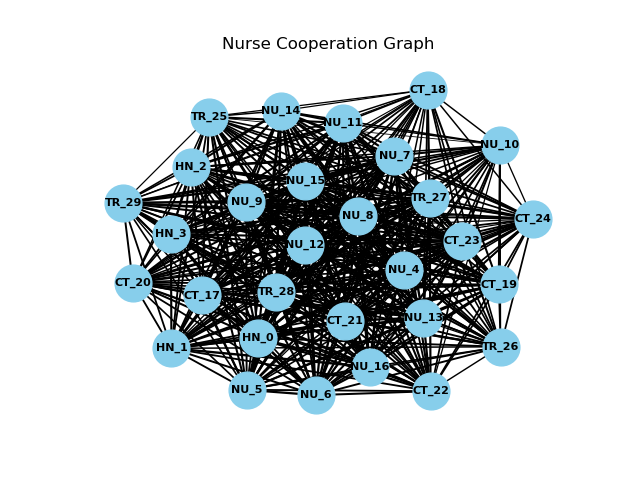 Nurse Cooperation Graph
CT_18
NU_14
TR_25
NU_11
NU_10
NU_7
HN_2
NU_15
TR_27
NU_9
TR_29
NU_8
CT_24
HN_3
CT_23
NU_12
NU_4
CT_20
CT_19
TR_28
CT_17
NU_13
CT_21
HN_0
TR_26
HN_1
NU_16
NU_5
CT_22
NU_6